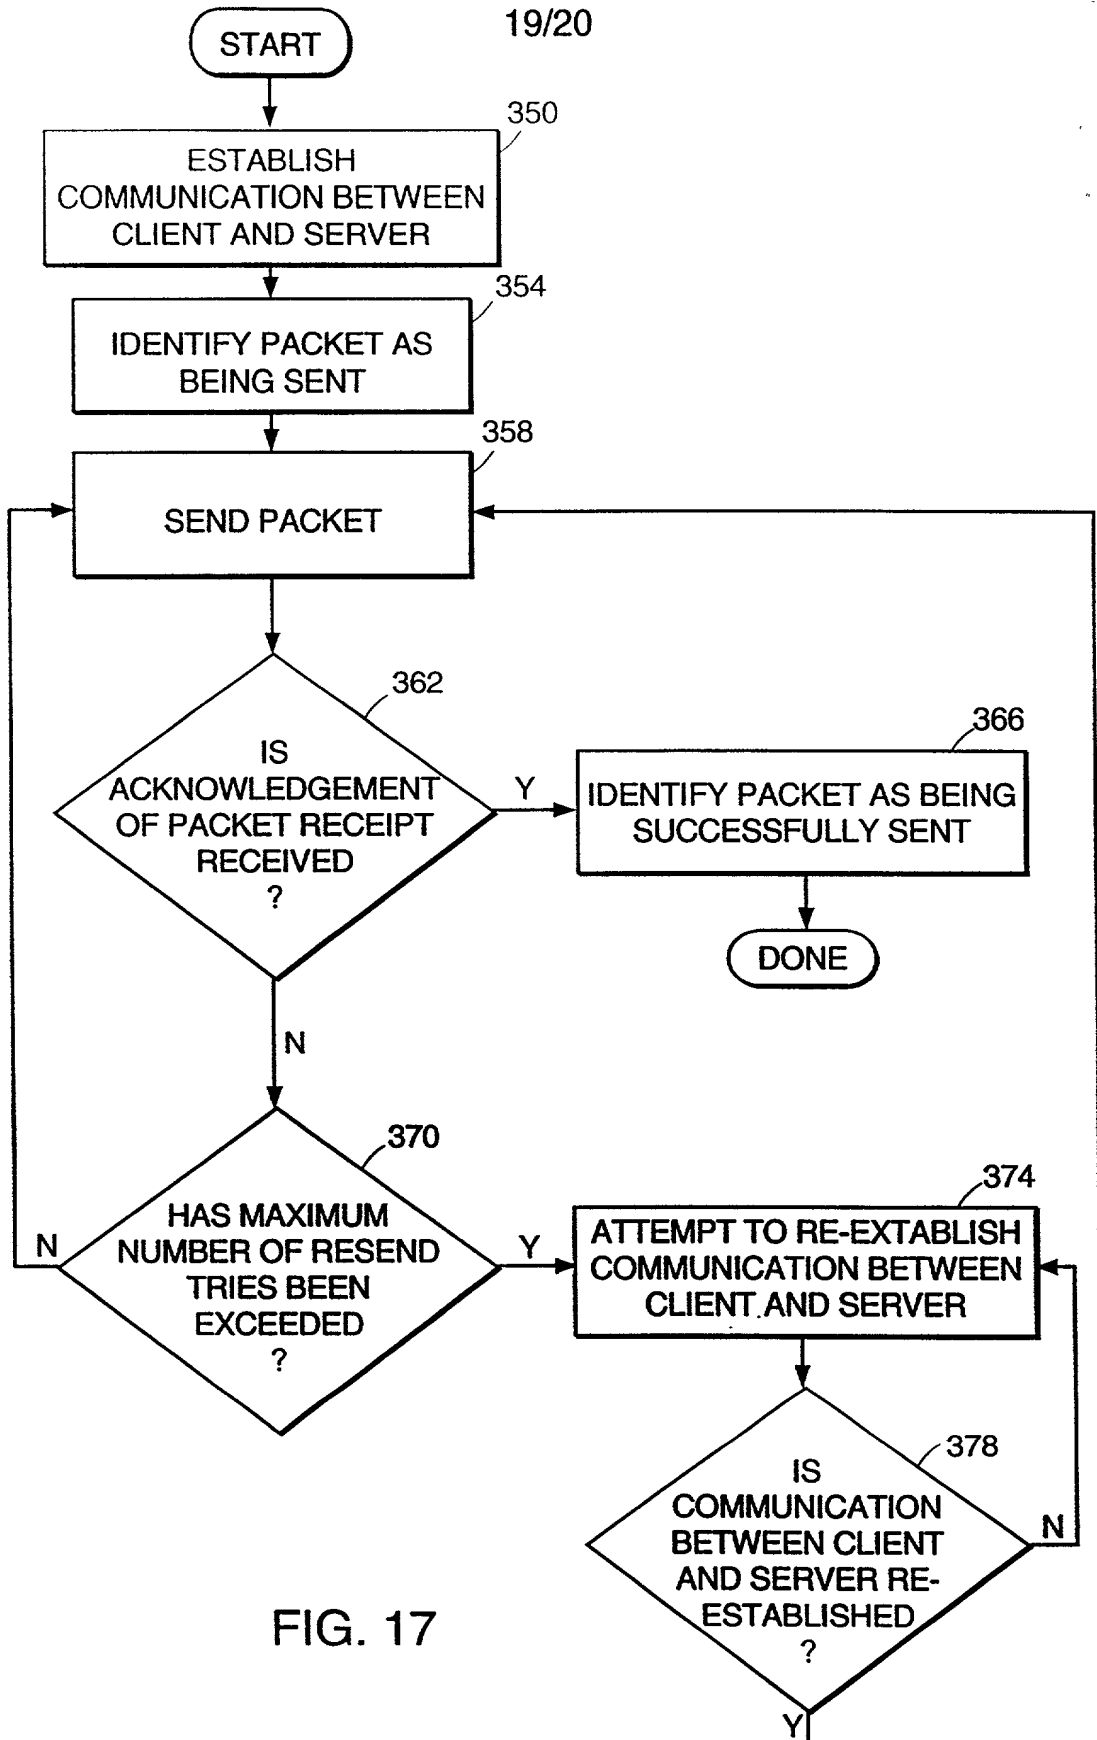 19/20
START
350
ESTABLISH
COMMUNICATION BETWEEN
CLIENT AND SERVER
354
IDENTIFY PACKET AS
BEING SENT
358
SEND PACKET
362
IS
ACKNOWLEDGEMENT
OF PACKET RECEIPT
RECEIVED
?
Y
366
IDENTIFY PACKET AS BEING
SUCCESSFULLY SENT
DONE
N
370
HAS MAXIMUM
NUMBER OF RESEND
TRIES BEEN
EXCEEDED
?
N
Y
374
ATTEMPT TO RE-EXTABLISH
COMMUNICATION BETWEEN
CLIENT AND SERVER
378
IS
COMMUNICATION
BETWEEN CLIENT
AND SERVER RE-
ESTABLISHED
?
N
Y
FIG. 17